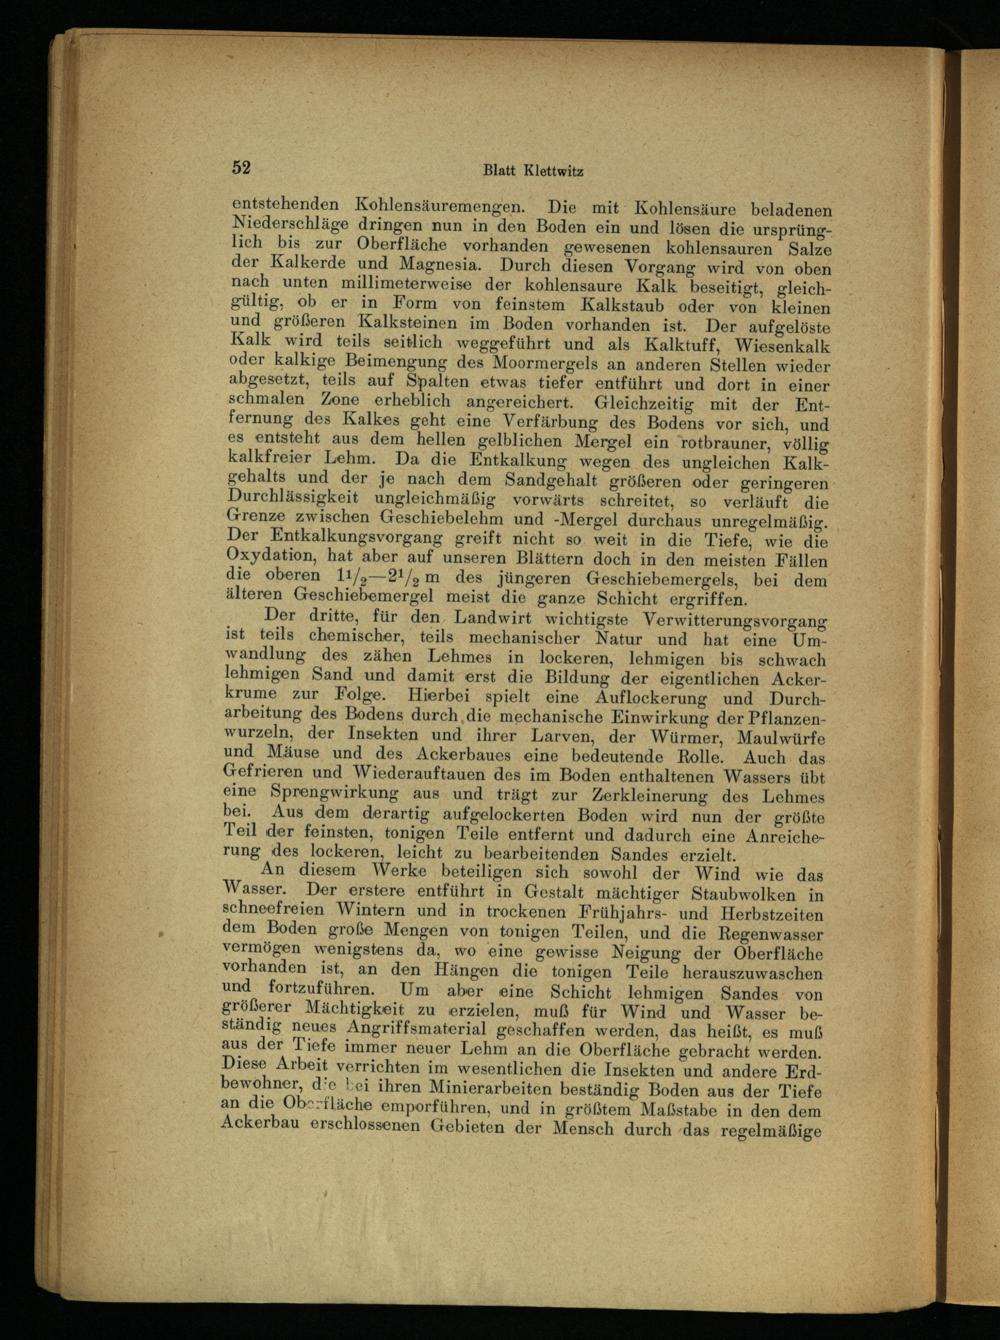 52
Blatt Klettwitz
entstehenden Kohlensäuremengen. Die mit Kohlensäure beladenen
Niederschläge dringen nun in den Boden ein und lösen die ursprüng-
lich bis zur Oberfläche vorhanden gewesenen kohlensauren Salze
der Kalkerde und Magnesia. Durch diesen Vorgang wird von oben
nach unten millimeterweise der kohlensaure Kalk beseitigt, gleich-
gültig, ob er in Form von feinstem Kalkstaub oder von kleinen
und größeren Kalksteinen im Boden vorhanden ist. Der aufgelöste
Kalk wird teils seitlich weggeführt und als Kalktuff, Wiesenkalk
oder kalkige Beimengung des Moormergels an anderen Stellen wieder
abgesetzt, teils auf Spalten etwas tiefer entführt und dort in einer
schmalen Zone erheblich angereichert. Gleichzeitig mit der Ent-
fernung des Kalkes geht eine Verfärbung des Bodens vor sich, und
es entsteht aus dem hellen gelblichen Mergel ein rotbrauner, völlig
kalkfreier Lehm. Da die Entkalkung wegen des ungleichen Kalk-
gehalts und der je nach dem Sandgehalt größeren oder geringeren
Durchlässigkeit ungleichmäßig vorwärts schreitet, so verläuft die
Grenze zwischen Geschiebelehm und -Mergel durchaus unregelmäßig.
Der Entkalkungsvorgang greift nicht so weit in die Tiefe, wie die
Oxydation, hat aber auf unseren Blättern doch in den meisten Fällen
die oberen 1½—2½ m des jüngeren Geschiebemergels, bei dem
älteren Geschiebemergel meist die ganze Schicht ergriffen.
Der dritte, für den Landwirt wichtigste Verwitterungsvorgang
ist teils chemischer, teils mechanischer Natur und hat eine Um-
wandlung des zähen Lehmes in lockeren, lehmigen bis schwach
lehmigen Sand und damit erst die Bildung der eigentlichen Acker-
krume zur Folge. Hierbei spielt eine Auflockerung und Durch-
arbeitung des Bodens durch die mechanische Einwirkung der Pflanzen-
wurzeln, der Insekten und ihrer Larven, der Würmer, Maulwürfe
und Mäuse und des Ackerbaues eine bedeutende Rolle. Auch das
Gefrieren und Wiederauftauen des im Boden enthaltenen Wassers übt
eine Sprengwirkung aus und trägt zur Zerkleinerung des Lehmes
bei. Aus dem derartig aufgelockerten Boden wird nun der größte
Teil der feinsten, tonigen Teile entfernt und dadurch eine Anreiche-
rung des lockeren, leicht zu bearbeitenden Sandes erzielt.
An diesem Werke beteiligen sich sowohl der Wind wie das
Wasser. Der erstere entführt in Gestalt mächtiger Staubwolken in
schneefreien Wintern und in trockenen Frühjahrs- und Herbstzeiten
dem Boden große Mengen von tonigen Teilen, und die Regenwasser
vermögen wenigstens da, wo eine gewisse Neigung der Oberfläche
vorhanden ist, an den Hängen die tonigen Teile herauszuwaschen
und fortzuführen. Um aber eine Schicht lehmigen Sandes von
größerer Mächtigkeit zu erzielen, muß für Wind und Wasser be-
ständig neues Angriffsmaterial geschaffen werden, das heißt, es muß
aus der Tiefe immer neuer Lehm an die Oberfläche gebracht werden.
Diese Arbeit verrichten im wesentlichen die Insekten und andere Erd-
bewohner, die bei ihren Minierarbeiten beständig Boden aus der Tiefe
an die Oberfläche emporführen, und in größtem Maßstabe in den dem
Ackerbau erschlossenen Gebieten der Mensch durch das regelmäßige